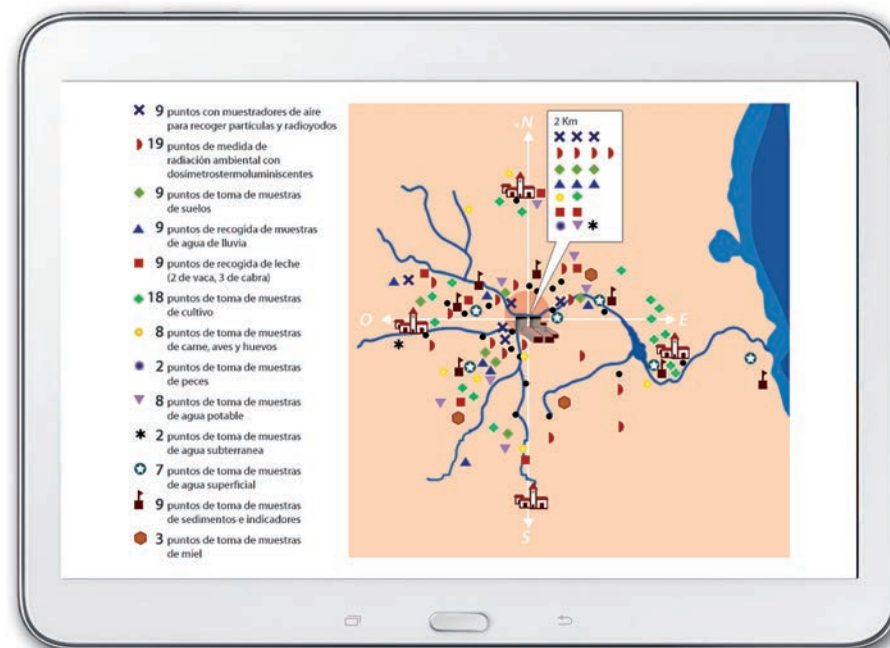 9 puntos con muestradores de aire
para recoger partículas y radioyodos
19 puntos de medida de
radiación ambiental con
dosímetrostermoluminiscentes
9 puntos de toma de muestras
de suelos
9 puntos de recogida de muestras
de agua de lluvia
9 puntos de recogida de leche
(2 de vaca, 3 de cabra)
18 puntos de toma de muestras
de cultivo
8 puntos de toma de muestras
de carne, aves y huevos
2 puntos de toma de muestras
de peces
8 puntos de toma de muestras
de agua potable
2 puntos de toma de muestras
de agua subterranea
7 puntos de toma de muestras
de agua superficial
9 puntos de toma de muestras
de sedimentos e indicadores
3 puntos de toma de muestras
de miel
N
2 Km
O
E
S